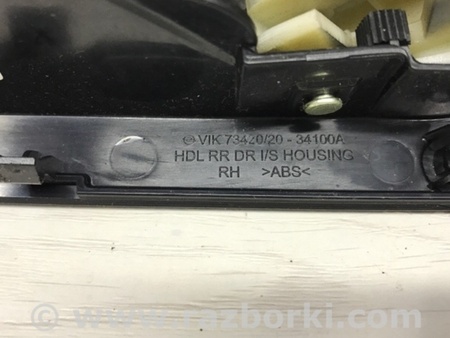 VIK 73420/20 - 34100A
HDL RR DR I/S HOUSING
RH >ABS<
© www.razborki.com